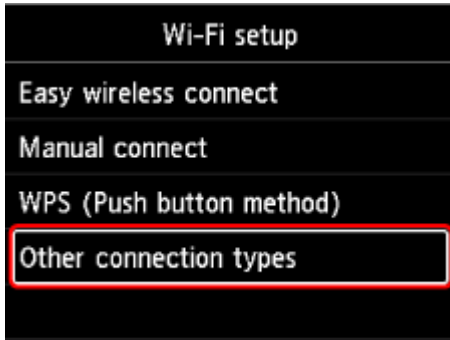 Wi-Fi setup
Easy wireless connect
Manual connect
WPS (Push button method)
Other connection types